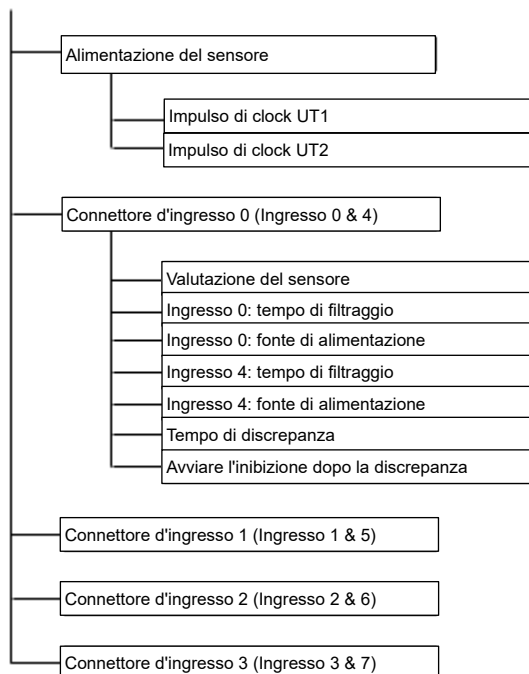 Alimentazione del sensore
Impulso di clock UT1
Impulso di clock UT2
Connettore d'ingresso 0 (Ingresso 0 & 4)
Valutazione del sensore
Ingresso 0: tempo di filtraggio
Ingresso 0: fonte di alimentazione
Ingresso 4: tempo di filtraggio
Ingresso 4: fonte di alimentazione
Tempo di discrepanza
Avviare l'inibizione dopo la discrepanza
Connettore d'ingresso 1 (Ingresso 1 & 5)
Connettore d'ingresso 2 (Ingresso 2 & 6)
Connettore d'ingresso 3 (Ingresso 3 & 7)